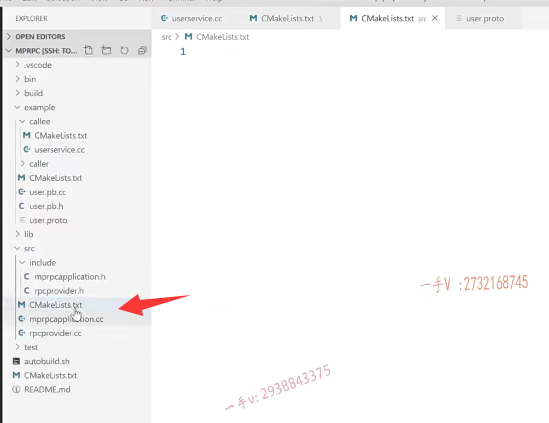 EXPLORER
userservice.cc
CMakeLists.txt \
CMakeLists.txt src ×
user.proto
OPEN EDITORS
src > CMakeLists.txt
MPRPC [SSH: TO...
1
.vscode
bin
build
example
callee
CMakeLists.txt
userservice.cc
caller
CMakeLists.txt
user.pb.cc
user.pb.h
user.proto
lib
src
include
mprpcapplication.h
rpcprovider.h
CMakeLists.txt
mprpcapplication.cc
rpcprovider.cc
test
autobuild.sh
CMakeLists.txt
README.md
一手V :2732168745
一手v: 2938843375